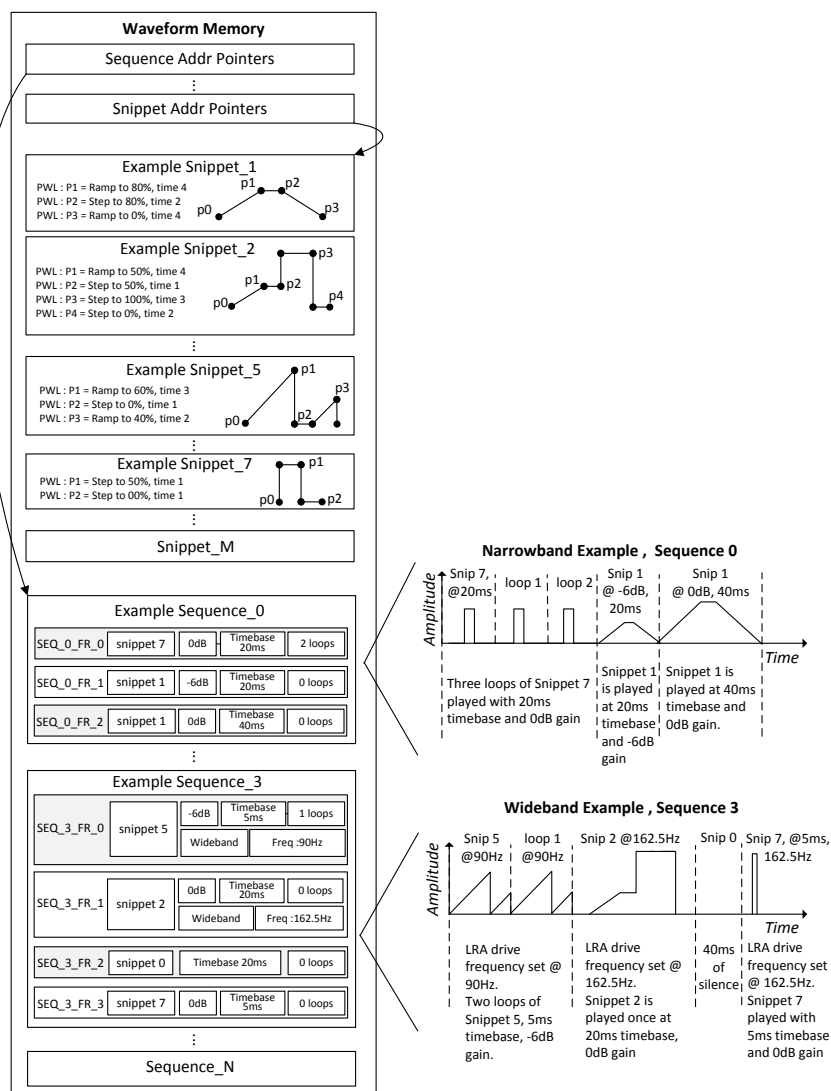 Waveform Memory
Sequence Addr Pointers
⋮
Snippet Addr Pointers
⋮
Example Snippet_1
PWL : P1 = Ramp to 80%, time 4
PWL : P2 = Step to 80%, time 2
PWL : P3 = Ramp to 0%, time 4
p0
p1
p2
p3
Example Snippet_2
PWL : P1 = Ramp to 50%, time 4
PWL : P2 = Step to 50%, time 1
PWL : P3 = Step to 100%, time 3
PWL : P4 = Step to 0%, time 2
p0
p1
p2
p3
p4
⋮
Example Snippet_5
PWL : P1 = Ramp to 60%, time 3
PWL : P2 = Step to 0%, time 1
PWL : P3 = Ramp to 40%, time 2
p0
p1
p2
p3
⋮
Example Snippet_7
PWL : P1 = Step to 50%, time 1
PWL : P2 = Step to 00%, time 1
p0
p1
p2
⋮
Snippet_M
Example Sequence_0
SEQ_0_FR_0
snippet 7
0dB
Timebase
20ms
2 loops
SEQ_0_FR_1
snippet 1
-6dB
Timebase
20ms
0 loops
SEQ_0_FR_2
snippet 1
0dB
Timebase
40ms
0 loops
⋮
Example Sequence_3
SEQ_3_FR_0
snippet 5
-6dB
Timebase
5ms
1 loops
Wideband
Freq :90Hz
SEQ_3_FR_1
snippet 2
0dB
Timebase
20ms
0 loops
Wideband
Freq :162.5Hz
SEQ_3_FR_2
snippet 0
Timebase 20ms
0 loops
SEQ_3_FR_3
snippet 7
0dB
Timebase
5ms
0 loops
⋮
Sequence_N
Narrowband Example , Sequence 0
Amplitude
Snip 7,
@20ms
loop 1
loop 2
Snip 1
@ -6dB,
20ms
Snip 1
@ 0dB, 40ms
Time
Three loops of Snippet 7
played with 20ms
timebase and 0dB gain
Snippet 1
is played
at 20ms
timebase
and -6dB
gain
Snippet 1 is
played at 40ms
timebase and
0dB gain.
Wideband Example , Sequence 3
Amplitude
Snip 5
@90Hz
loop 1
@90Hz
Snip 2 @162.5Hz
Snip 0
Snip 7, @5ms,
162.5Hz
Time
LRA drive
frequency set @
90Hz.
Two loops of
Snippet 5, 5ms
timebase, -6dB
gain.
LRA drive
frequency set @
162.5Hz.
Snippet 2 is
played once at
20ms timebase,
0dB gain
40ms
of
silence
LRA drive
frequency set
@ 162.5Hz.
Snippet 7
played with
5ms timebase
and 0dB gain